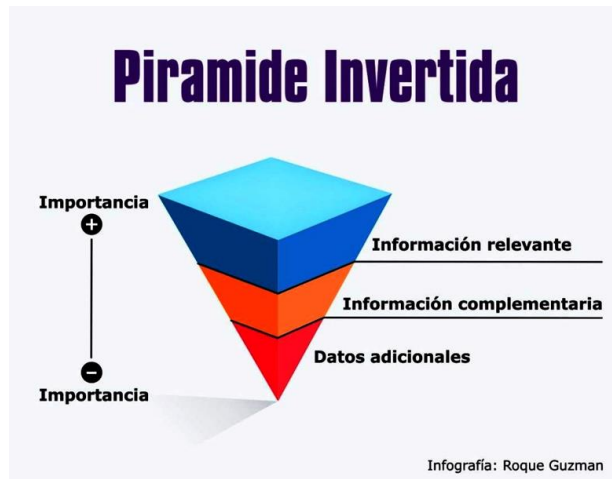 Piramide Invertida
Importancia
+
Información relevante
Información complementaria
Datos adicionales
−
Importancia
Infografía: Roque Guzman